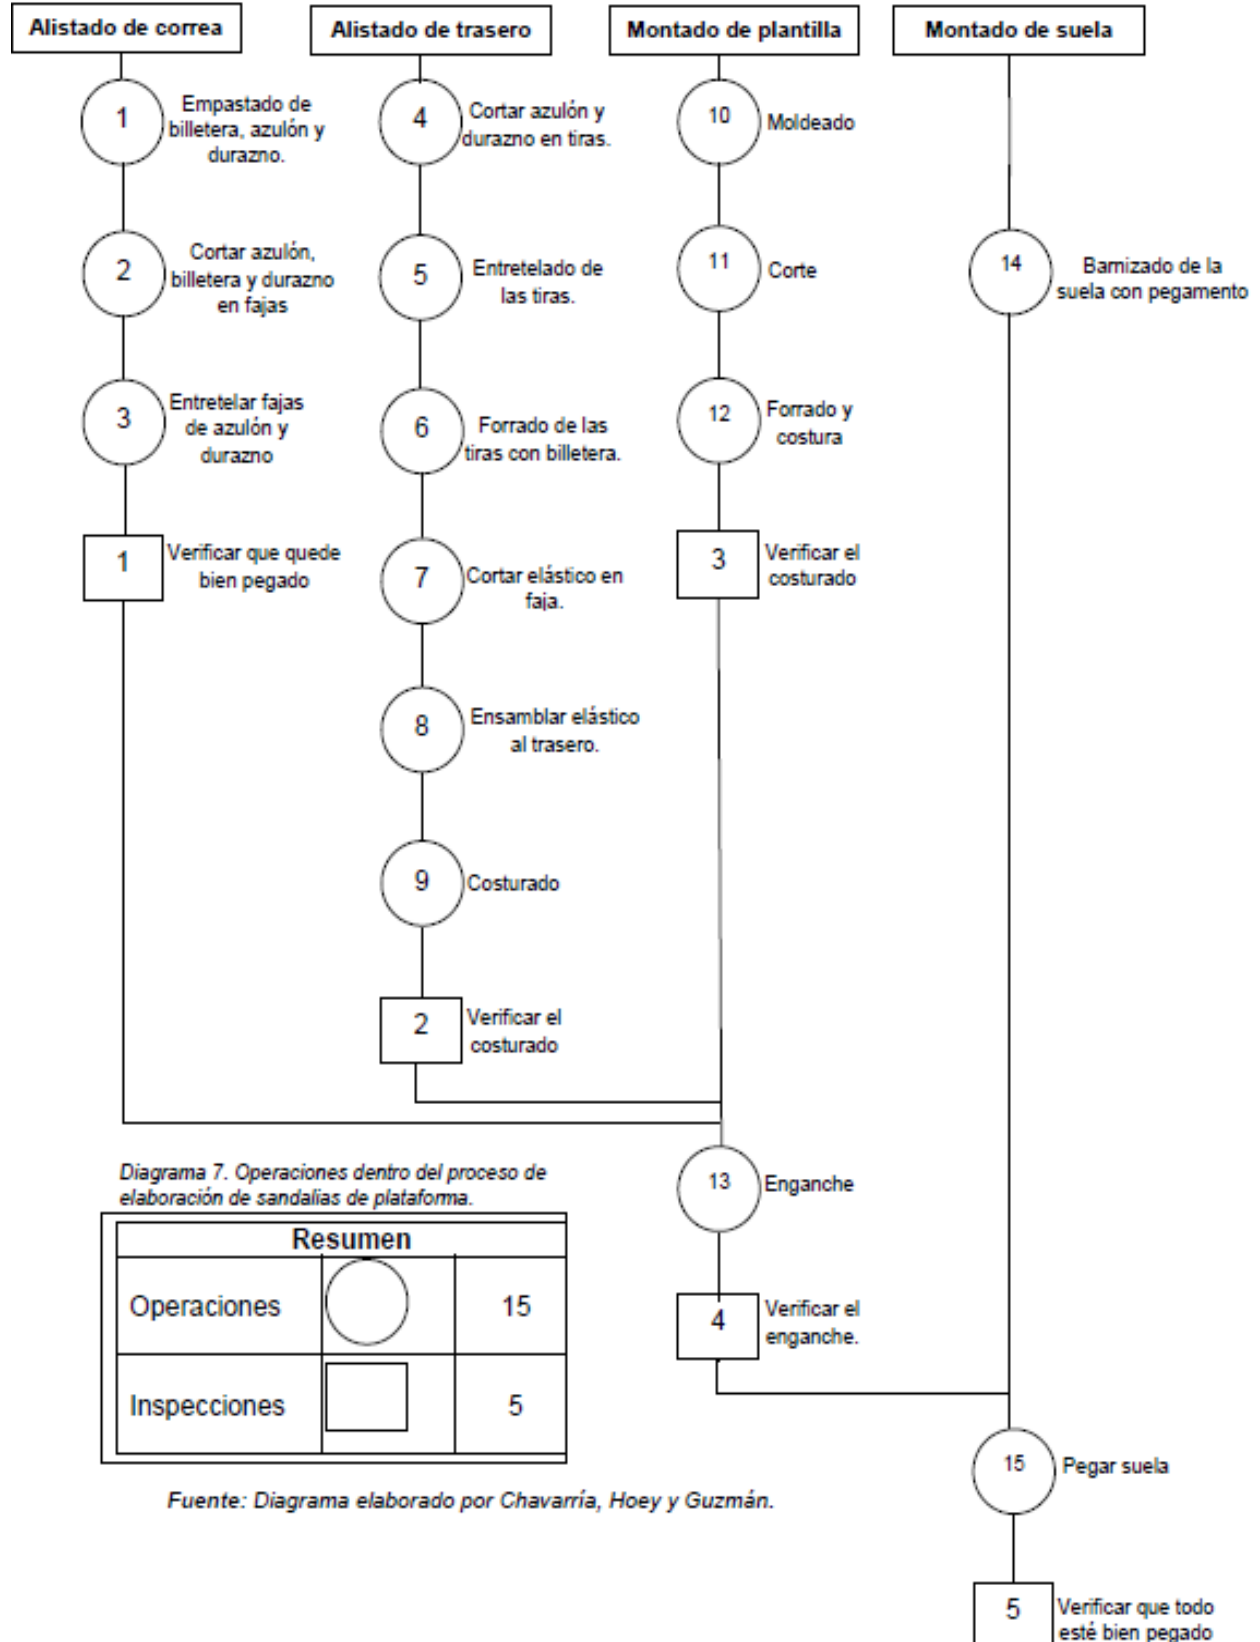 Alistado de correa
1
Empastado de
billetera, azulón y
durazno.
2
Cortar azulón,
billetera y durazno
en fajas
3
Entretelar fajas
de azulón y
durazno
1
Verificar que quede
bien pegado
Alistado de trasero
4
Cortar azulón y
durazno en tiras.
5
Entretelado de
las tiras.
6
Forrado de las
tiras con billetera.
7
Cortar elástico en
faja.
8
Ensamblar elástico
al trasero.
9
Costurado
2
Verificar el
costurado
Montado de plantilla
10
Moldeado
11
Corte
12
Forrado y
costura
3
Verificar el
costurado
13
Enganche
4
Verificar el
enganche.
Montado de suela
14
Barnizado de la
suela con pegamento
15
Pegar suela
5
Verificar que todo
esté bien pegado
Diagrama 7. Operaciones dentro del proceso de
elaboración de sandalias de plataforma.
Resumen
Operaciones 15
Inspecciones 5
Fuente: Diagrama elaborado por Chavarría, Hoey y Guzmán.